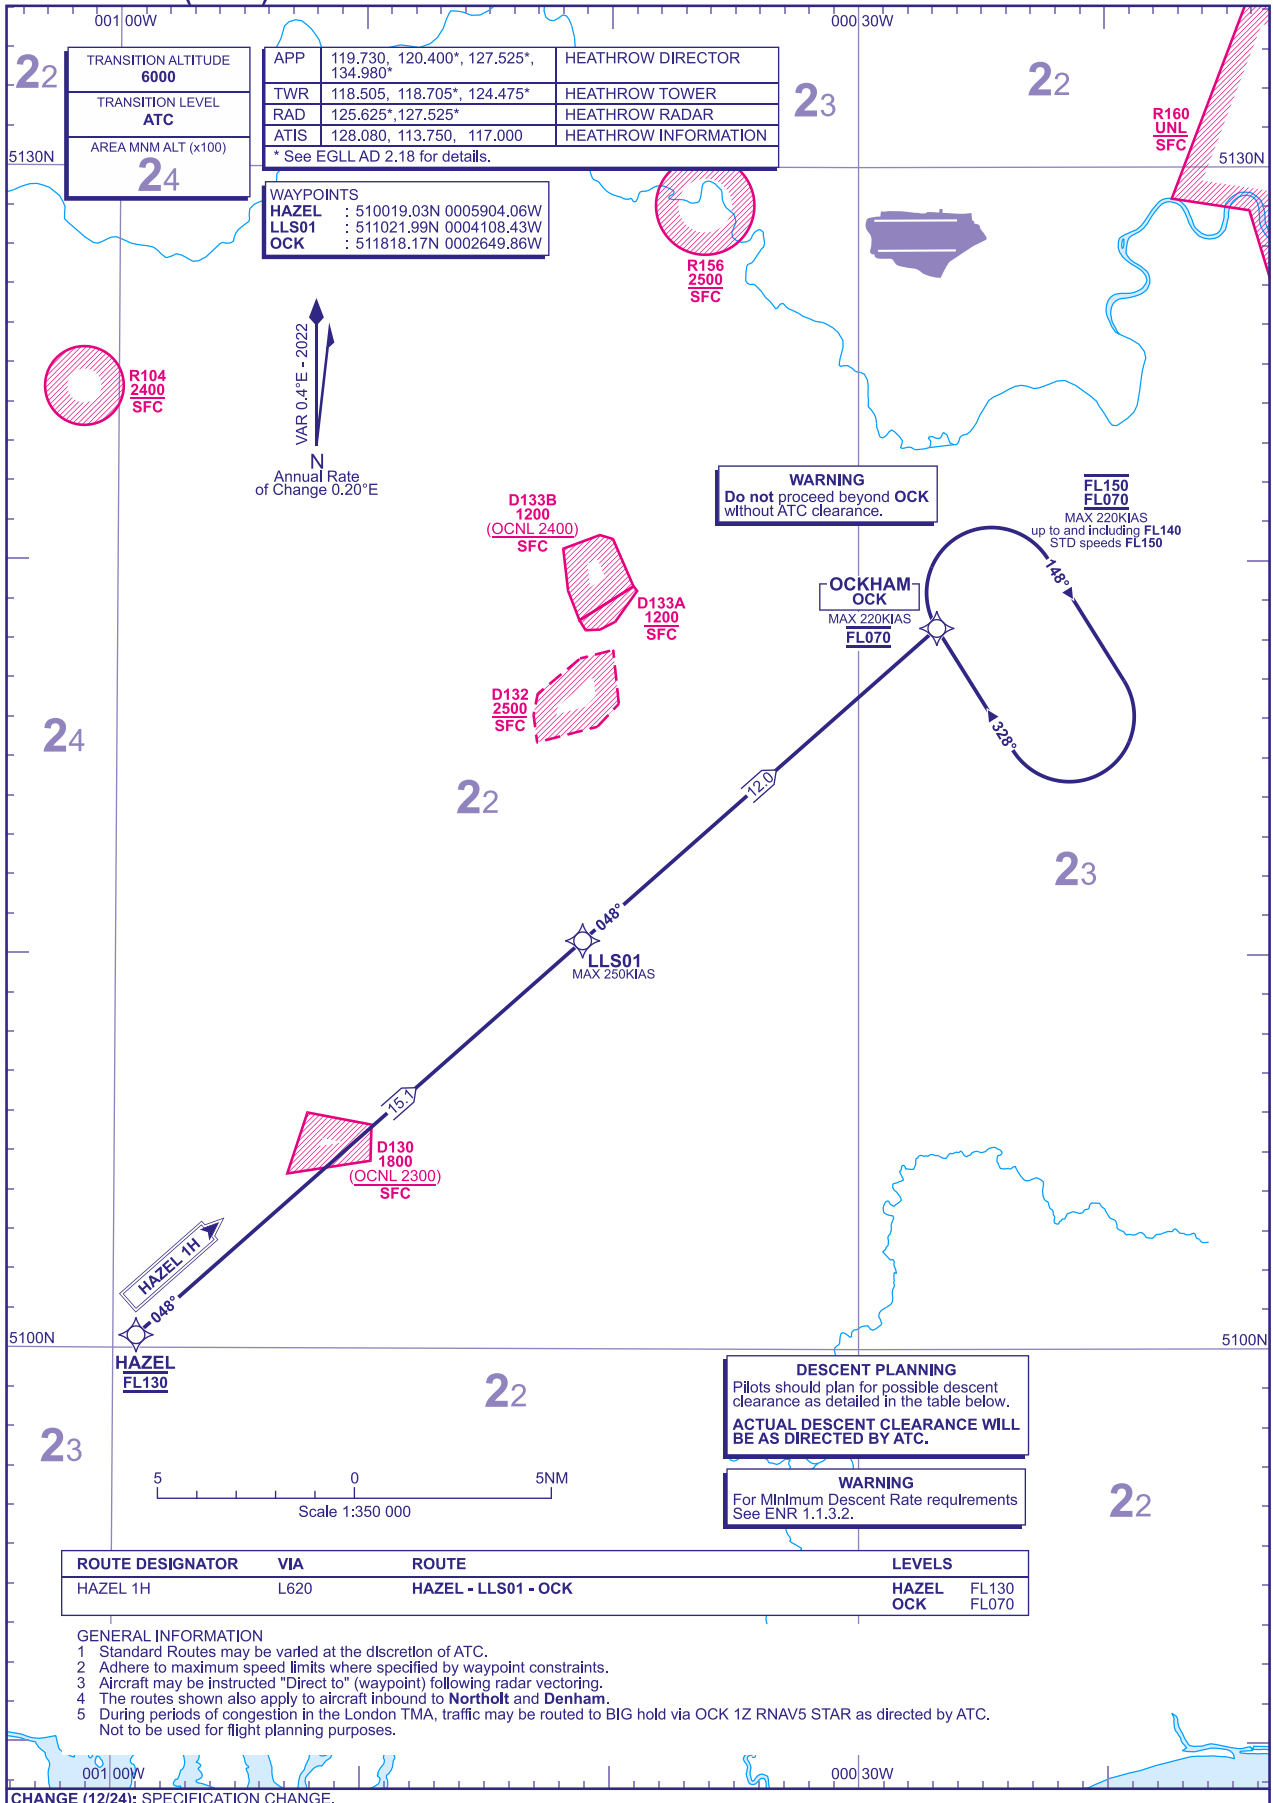 001 00W
000 30W
22
TRANSITION ALTITUDE
6000
TRANSITION LEVEL
ATC
AREA MNM ALT (x100)
24
APP 119.730, 120.400*, 127.525*, 134.980* HEATHROW DIRECTOR
TWR 118.505, 118.705*, 124.475* HEATHROW TOWER
RAD 125.625*,127.525* HEATHROW RADAR
ATIS 128.080, 113.750, 117.000 HEATHROW INFORMATION
* See EGLL AD 2.18 for details.
23
22
R160
UNL
SFC
5130N
5130N
WAYPOINTS
HAZEL : 510019.03N 0005904.06W
LLS01 : 511021.99N 0004108.43W
OCK : 511818.17N 0002649.86W
R156
2500
SFC
VAR 0.4°E - 2022
N
Annual Rate
of Change 0.20°E
R104
2400
SFC
WARNING
Do not proceed beyond OCK
without ATC clearance.
FL150
FL070
MAX 220KIAS
up to and including FL140
STD speeds FL150
D133B
1200
(OCNL 2400)
SFC
148°
OCKHAM
OCK
MAX 220KIAS
FL070
D133A
1200
SFC
D132
2500
SFC
328°
24
12.0
22
23
048°
LLS01
MAX 250KIAS
15.1
D130
1800
(OCNL 2300)
SFC
HAZEL 1H
048°
5100N
5100N
HAZEL
FL130
22
23
DESCENT PLANNING
Pilots should plan for possible descent
clearance as detailed in the table below.
ACTUAL DESCENT CLEARANCE WILL
BE AS DIRECTED BY ATC.
5 0 5NM
Scale 1:350 000
WARNING
For Minimum Descent Rate requirements
See ENR 1.1.3.2.
22
ROUTE DESIGNATOR VIA ROUTE LEVELS
HAZEL 1H L620 HAZEL - LLS01 - OCK HAZEL FL130
OCK FL070
GENERAL INFORMATION
1 Standard Routes may be varied at the discretion of ATC.
2 Adhere to maximum speed limits where specified by waypoint constraints.
3 Aircraft may be instructed "Direct to" (waypoint) following radar vectoring.
4 The routes shown also apply to aircraft inbound to Northolt and Denham.
5 During periods of congestion in the London TMA, traffic may be routed to BIG hold via OCK 1Z RNAV5 STAR as directed by ATC.
Not to be used for flight planning purposes.
001 00W
000 30W
CHANGE (12/24): SPECIFICATION CHANGE.